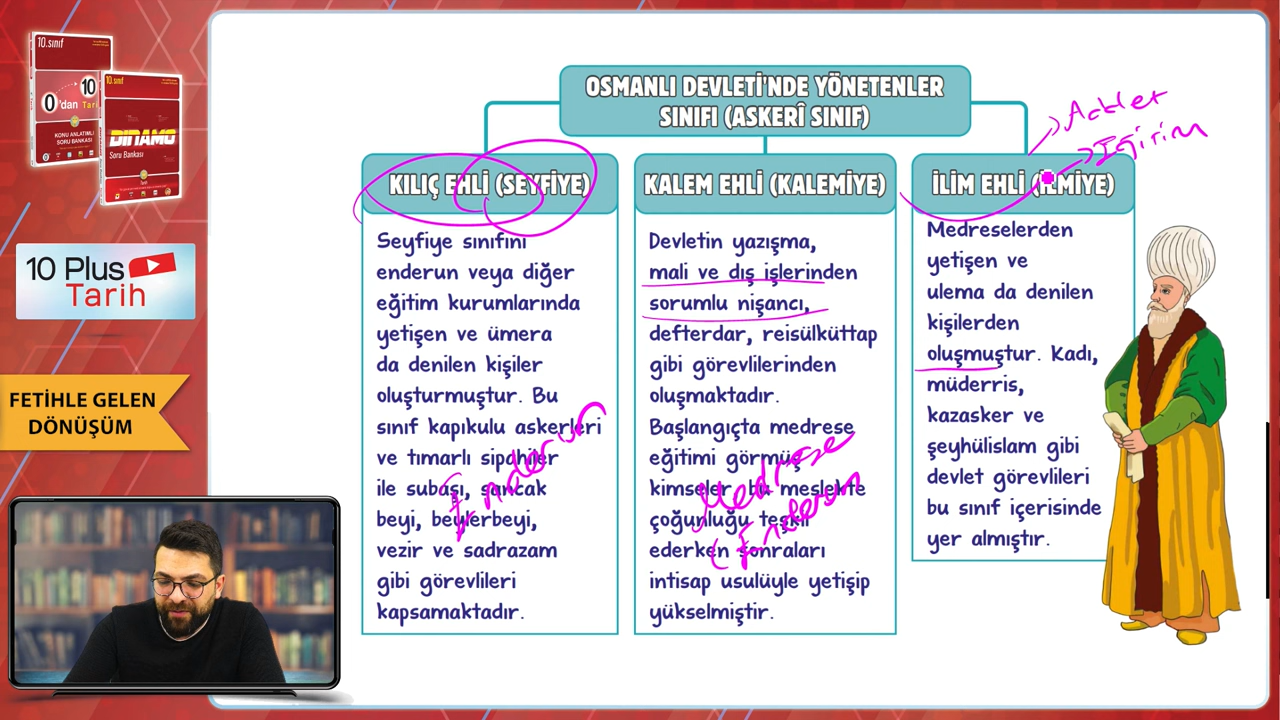 10.sınıf
0'dan 10
Tarih
KONU ANLATIMLI
SORU BANKASI
10.sınıf
DİNAMO
Soru Bankası
Tarih
10 Plus
Tarih
FETİHLE GELEN
DÖNÜŞÜM
OSMANLI DEVLETİ'NDE YÖNETENLER
SINIFI (ASKERÎ SINIF)
Adalet
Eğitim
KILIÇ EHLİ (SEYFİYE)
Seyfiye sınıfını
enderun veya diğer
eğitim kurumlarında
yetişen ve ümera
da denilen kişiler
oluşturmuştur. Bu
sınıf kapıkulu askerleri
ve tımarlı sipahiler
ile subaşı, sancak
beyi, beylerbeyi,
vezir ve sadrazam
gibi görevlileri
kapsamaktadır.
Enderun
KALEM EHLİ (KALEMİYE)
Devletin yazışma,
mali ve dış işlerinden
sorumlu nişancı,
defterdar, reisülküttap
gibi görevlilerinden
oluşmaktadır.
Başlangıçta medrese
eğitimi görmüş
kimseler bu meslekte
çoğunluğu teşkil
ederken sonraları
intisap usulüyle yetişip
yükselmiştir.
Medrese
Enderun
İLİM EHLİ (İLMİYE)
Medreselerden
yetişen ve
ulema da denilen
kişilerden
oluşmuştur. Kadı,
müderris,
kazasker ve
şeyhülislam gibi
devlet görevlileri
bu sınıf içerisinde
yer almıştır.